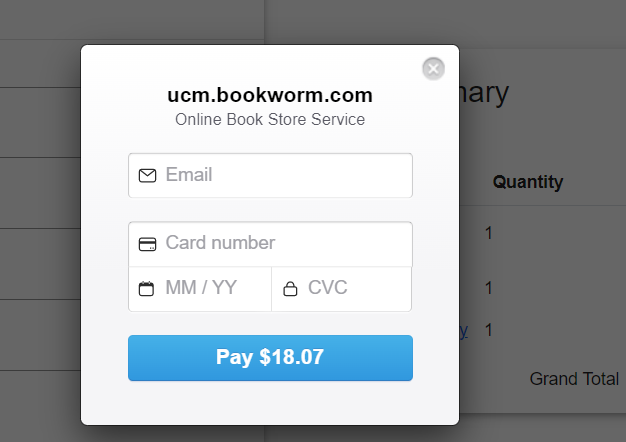 ucm.bookworm.com
Online Book Store Service
Email
Card number
MM / YY
CVC
Pay $18.07
Quantity
1
1
1
Grand Total